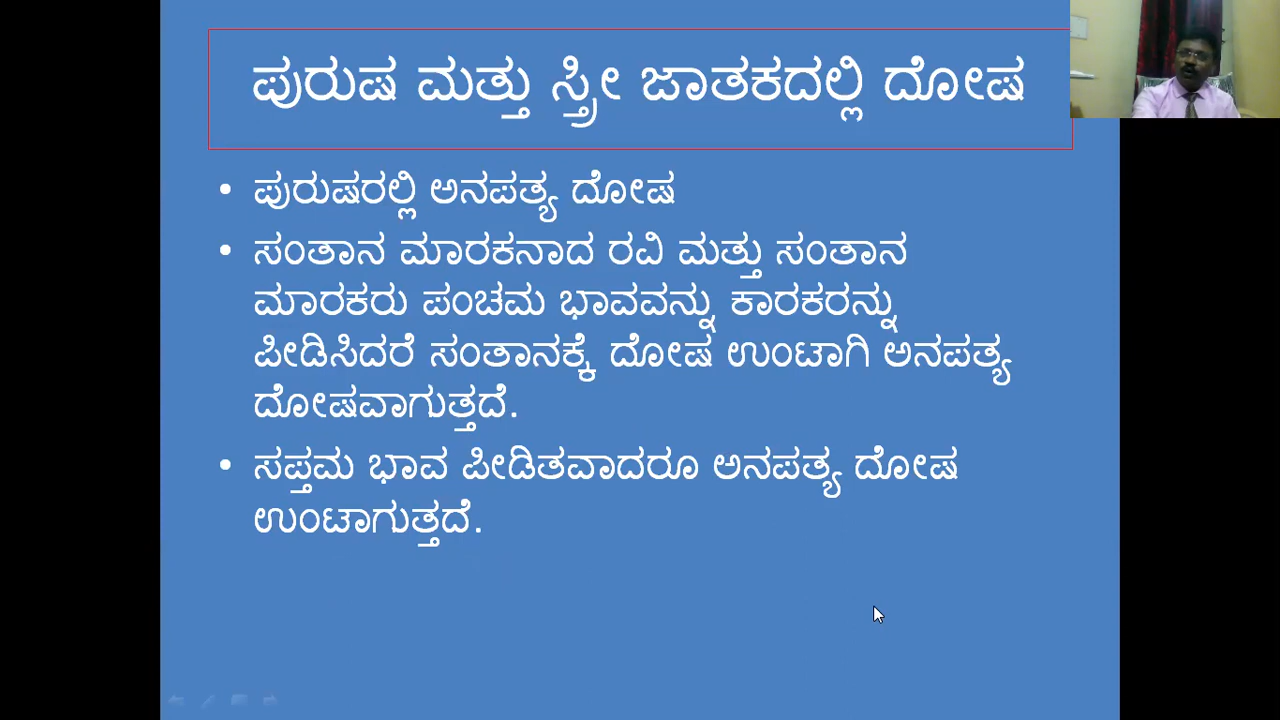 ಪುರುಷ ಮತ್ತು ಸ್ತ್ರೀ ಜಾತಕದಲ್ಲಿ ದೋಷ
• ಪುರುಷರಲ್ಲಿ ಅನಪತ್ಯ ದೋಷ
• ಸಂತಾನ ಮಾರಕನಾದ ರವಿ ಮತ್ತು ಸಂತಾನ
ಮಾರಕರು ಪಂಚಮ ಭಾವವನ್ನು ಕಾರಕರನ್ನು
ಪೀಡಿಸಿದರೆ ಸಂತಾನಕ್ಕೆ ದೋಷ ಉಂಟಾಗಿ ಅನಪತ್ಯ
ದೋಷವಾಗುತ್ತದೆ.
• ಸಪ್ತಮ ಭಾವ ಪೀಡಿತವಾದರೂ ಅನಪತ್ಯ ದೋಷ
ಉಂಟಾಗುತ್ತದೆ.